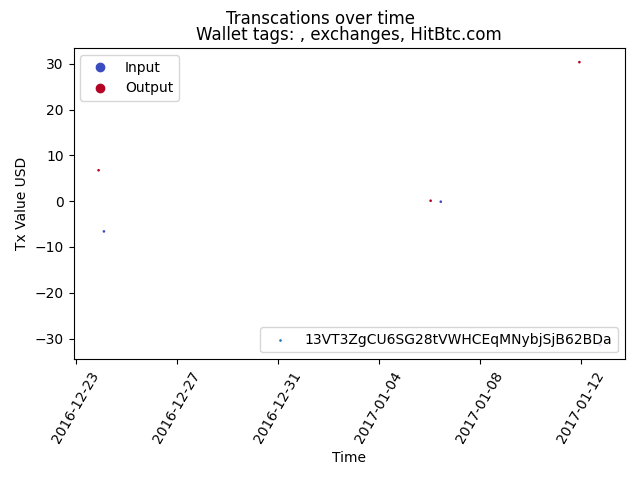 Transcations over time
Wallet tags: , exchanges, HitBtc.com
Input
Output
Tx Value USD
30
20
10
0
−10
−20
−30
13VT3ZgCU6SG28tVWHCEqMNybjSjB62BDa
2016-12-23
2016-12-27
2016-12-31
2017-01-04
2017-01-08
2017-01-12
Time